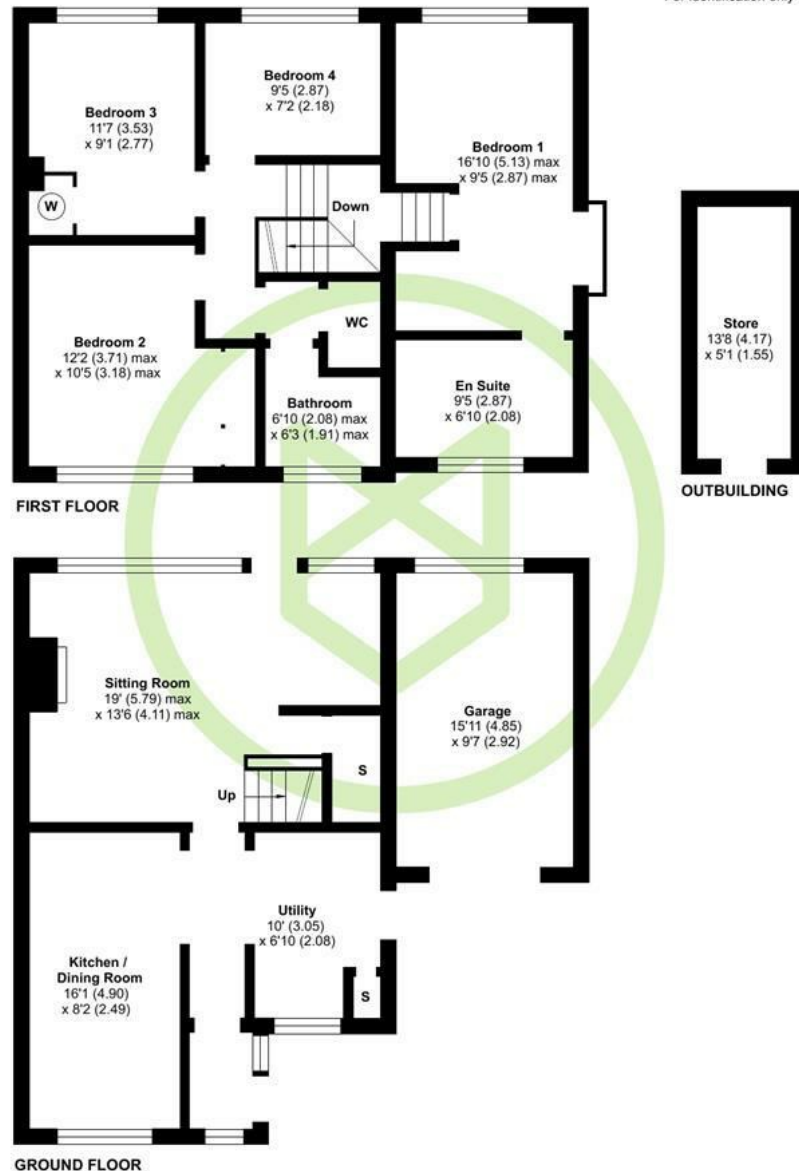 Bedroom 3
11'7 (3.53)
x 9'1 (2.77)
Bedroom 4
9'5 (2.87)
x 7'2 (2.18)
Bedroom 1
16'10 (5.13) max
x 9'5 (2.87) max
W
Down
Bedroom 2
12'2 (3.71) max
x 10'5 (3.18) max
WC
Bathroom
6'10 (2.08) max
x 6'3 (1.91) max
En Suite
9'5 (2.87)
x 6'10 (2.08)
Store
13'8 (4.17)
x 5'1 (1.55)
OUTBUILDING
FIRST FLOOR
Sitting Room
19' (5.79) max
x 13'6 (4.11) max
S
Up
Garage
15'11 (4.85)
x 9'7 (2.92)
Utility
10' (3.05)
x 6'10 (2.08)
S
Kitchen /
Dining Room
16'1 (4.90)
x 8'2 (2.49)
GROUND FLOOR